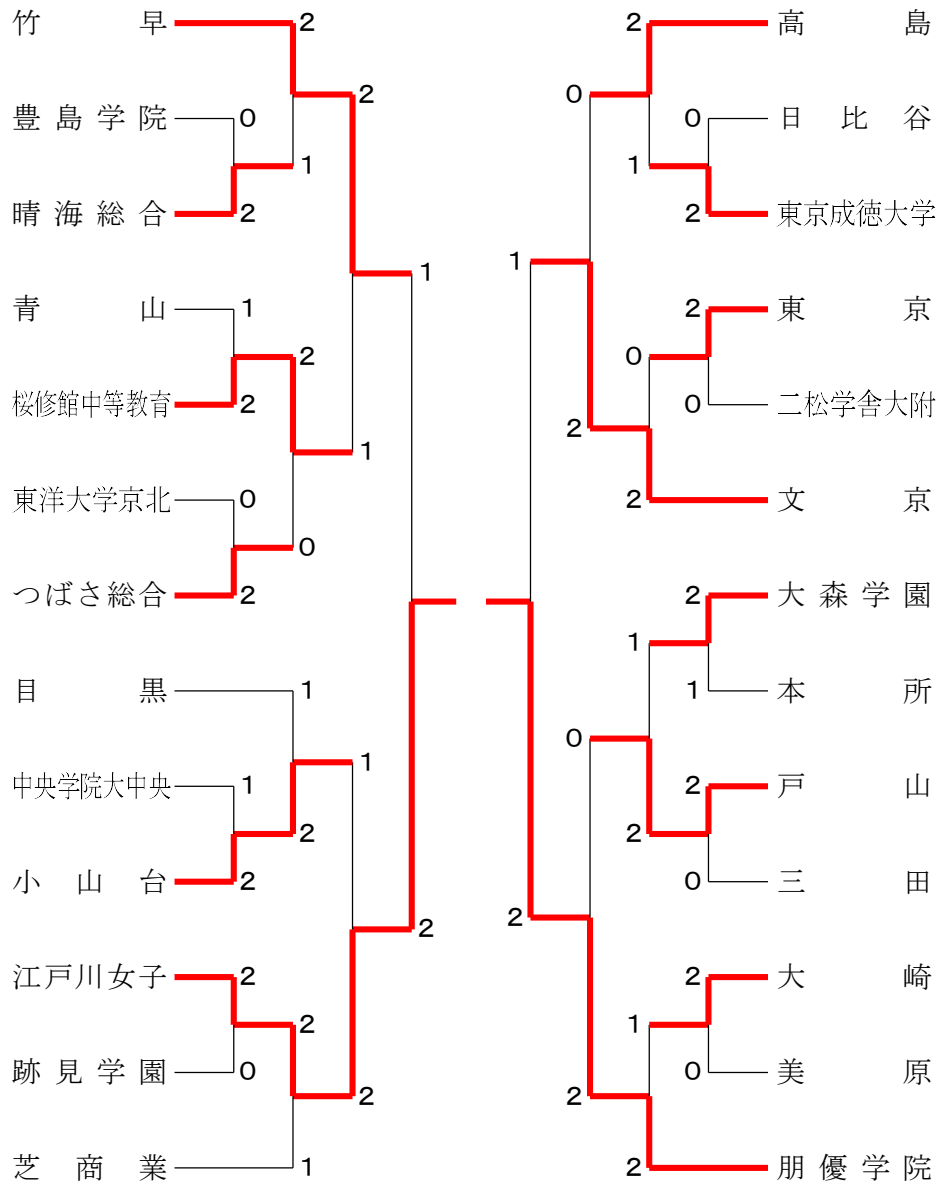 竹早 2 2 高島
2 0
豊島学院 0 0 日比谷
1 1
晴海総合 2 2 東京成徳大学
1 1
青山 1 2 東京
2 0
桜修館中等教育 2 0 二松学舎大附
1 2
東洋大学京北 0 2 文京
0
つばさ総合 2 2 大森学園
1
目黒 1 1 本所
1 0
中央学院大中央 1 2 戸山
2 2
小山台 2 0 三田
2 2
江戸川女子 2 2 大崎
2 1
跡見学園 0 0 美原
2 2
芝商業 1 2 朋優学院